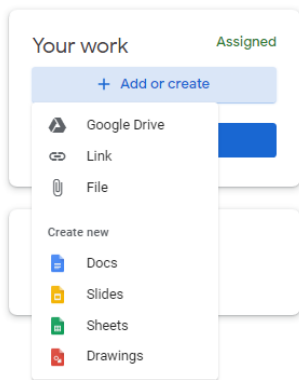 Your work
Assigned
+ Add or create
Google Drive
Link
File
Create new
Docs
Slides
Sheets
Drawings